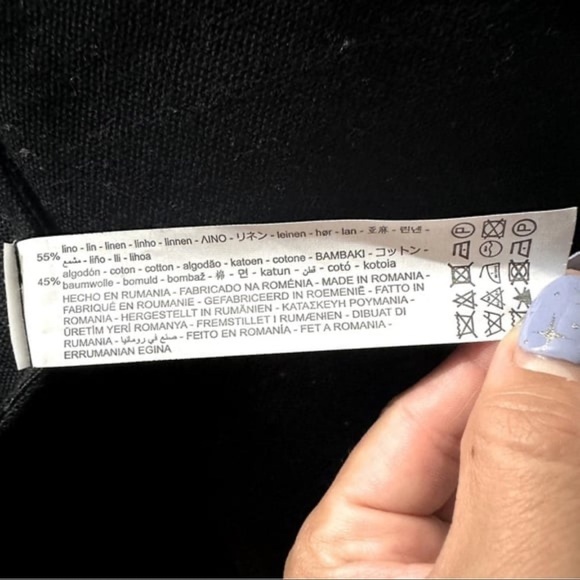 lino - lin - linen - linho - linnen - ΛΙΝΟ - リネン - leinen - hør - lan - 亚麻 - 린넨 -
55% مشمع - liño - lli - lihoa
algodón - coton - cotton - algodão - katoen - cotone - BAMBAKI - コットン -
45% baumwolle - bomuld - bombaž - 棉 - 면 - katun - قطن - cotó - kotoia
HECHO EN RUMANIA - FABRICADO NA ROMÉNIA - MADE IN ROMANIA -
FABRIQUÉ EN ROUMANIE - GEFABRICEERD IN ROEMENIË - FATTO IN
ROMANIA - HERGESTELLT IN RUMÄNIEN - ΚΑΤΑΣΚΕΥΗ ΡΟΥΜΑΝΙΑ -
ÜRETİM YERİ ROMANYA - FREMSTILLET I RUMÆNIEN - DIBUAT DI
RUMANIA - صنع في رومانيا - FEITO EN ROMANÍA - FET A ROMANIA -
ERRUMANIAN EGINA